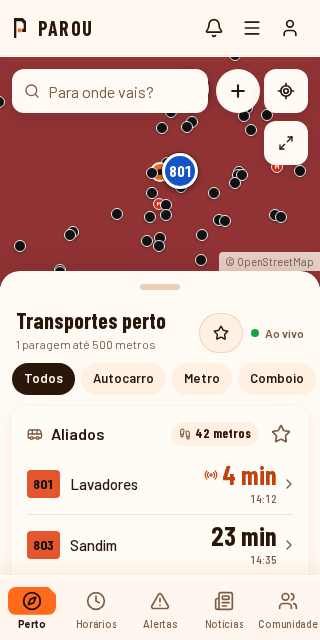 PAROU
Para onde vais?
801
M
M
© OpenStreetMap
Transportes perto
1 paragem até 500 metros
Ao vivo
Todos
Autocarro
Metro
Comboio
Aliados
42 metros
801
Lavadores
4 min
14:12
803
Sandim
23 min
14:35
Perto
Horários
Alertas
Notícias
Comunidade